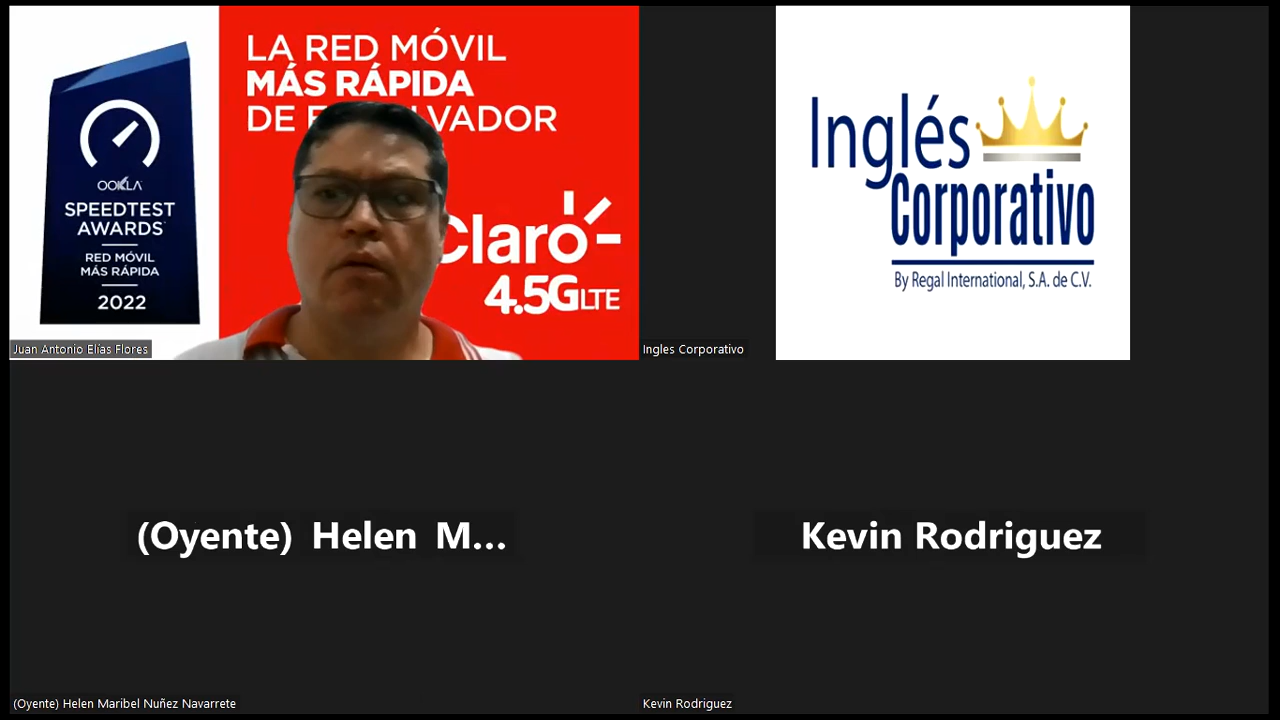 LA RED MÓVIL
MÁS RÁPIDA
DE E LVADOR
OOKLA
SPEEDTEST
AWARDS
RED MÓVIL
MÁS RÁPIDA
2022
Claro
4.5G LTE
Juan Antonio Elías Flores
Inglés
Corporativo
By Regal International, S.A. de C.V.
Ingles Corporativo
(Oyente) Helen M...
Kevin Rodriguez
(Oyente) Helen Maribel Nuñez Navarrete
Kevin Rodriguez